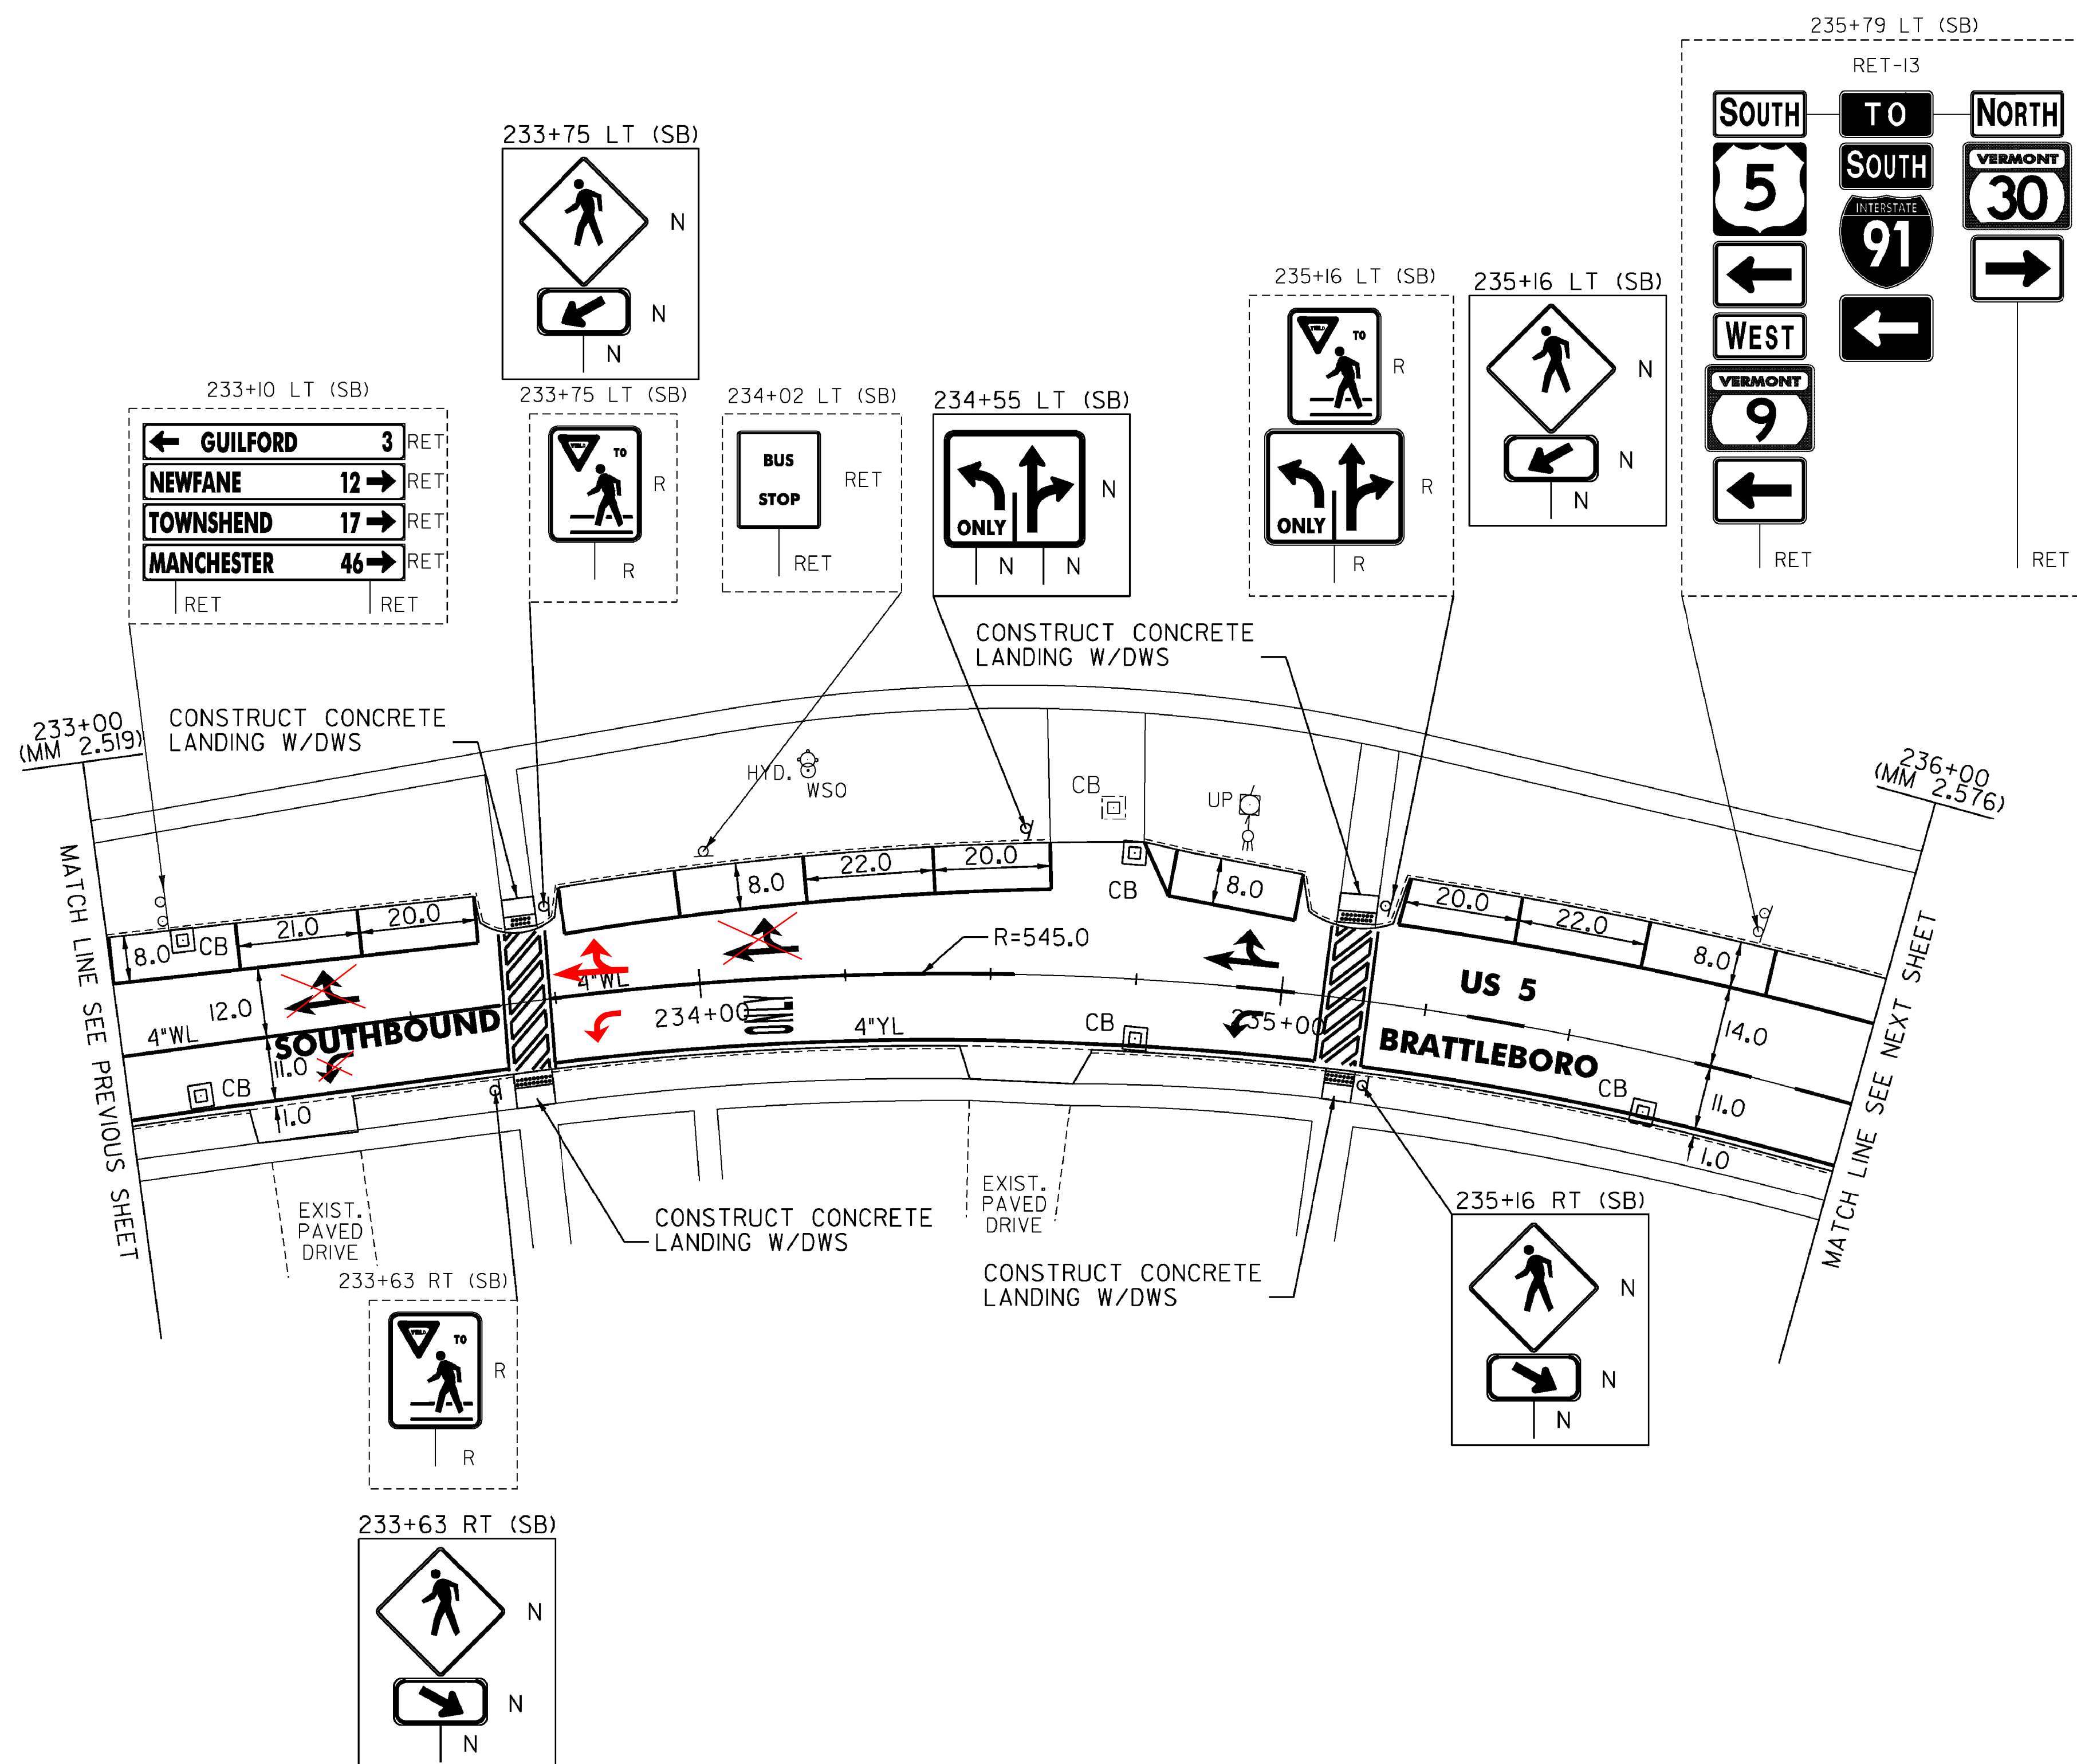 235+79 LT (SB)
RET-13
SOUTH
TO
NORTH
5
SOUTH
INTERSTATE
91
VERMONT
30
WEST
VERMONT
9
RET
RET
233+75 LT (SB)
N
N
N
235+16 LT (SB)
YIELD
TO
R
ONLY
R
R
235+16 LT (SB)
N
N
N
233+10 LT (SB)
GUILFORD 3 RET
NEWFANE 12 RET
TOWNSHEND 17 RET
MANCHESTER 46 RET
RET RET
233+75 LT (SB)
YIELD
TO
R
R
234+02 LT (SB)
BUS
STOP
RET
RET
234+55 LT (SB)
ONLY
N
N N
CONSTRUCT CONCRETE
LANDING W/DWS
233+00
(MM 2.519)
CONSTRUCT CONCRETE
LANDING W/DWS
236+00
(MM 2.576)
HYD.
WSO
CB
UP
CB
MATCH LINE SEE PREVIOUS SHEET
8.0
CB
21.0
20.0
8.0
22.0
20.0
8.0
20.0
22.0
8.0
MATCH LINE SEE NEXT SHEET
12.0
4"WL
SOUTHBOUND
11.0
CB
1.0
4"WL
R=545.0
234+00
ONLY
4"YL
CB
235+00
US 5
BRATTLEBORO
14.0
CB
11.0
1.0
EXIST.
PAVED
DRIVE
EXIST.
PAVED
DRIVE
CONSTRUCT CONCRETE
LANDING W/DWS
CONSTRUCT CONCRETE
LANDING W/DWS
235+16 RT (SB)
N
N
N
233+63 RT (SB)
YIELD
TO
R
R
233+63 RT (SB)
N
N
N